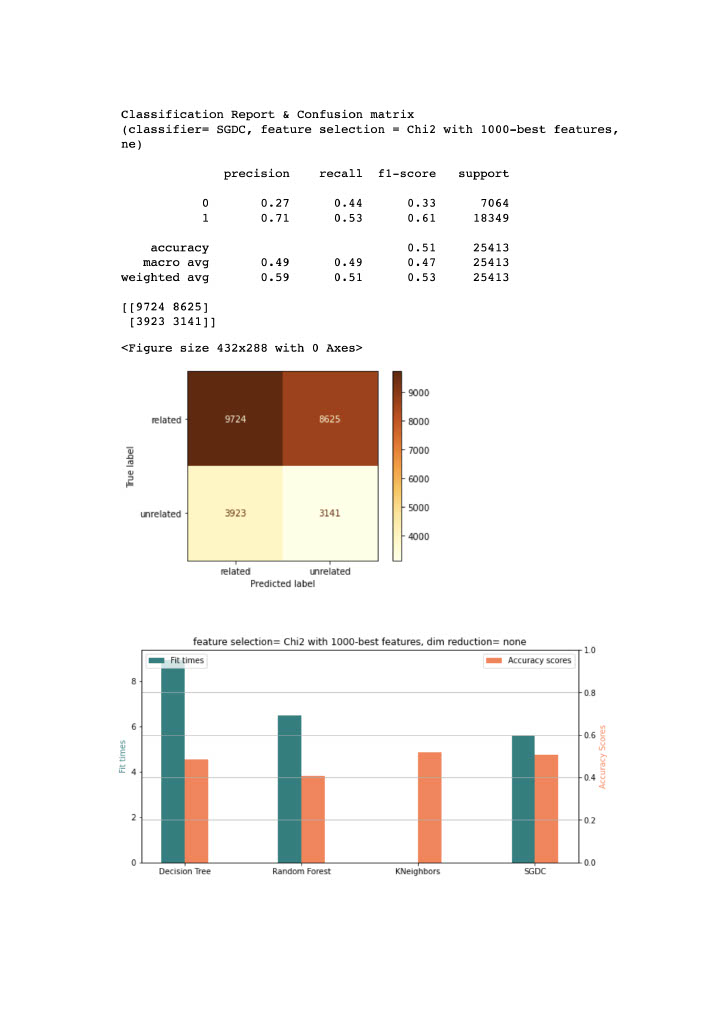 Classification Report & Confusion matrix
(classifier= SGDC, feature selection = Chi2 with 1000-best features,
ne)
precision recall f1-score support
0 0.27 0.44 0.33 7064
1 0.71 0.53 0.61 18349
accuracy 0.51 25413
macro avg 0.49 0.49 0.47 25413
weighted avg 0.59 0.51 0.53 25413
[[9724 8625]
[3923 3141]]
<Figure size 432x288 with 0 Axes>
9000
related 9724 8625
8000
7000
True label
6000
5000
unrelated 3923 3141
4000
related unrelated
Predicted label
feature selection= Chi2 with 1000-best features, dim reduction= none
1.0
Fit times Accuracy scores
8
0.8
6
0.6
Fit times
Accuracy Scores
4
0.4
2
0.2
0 0.0
Decision Tree Random Forest KNeighbors SGDC